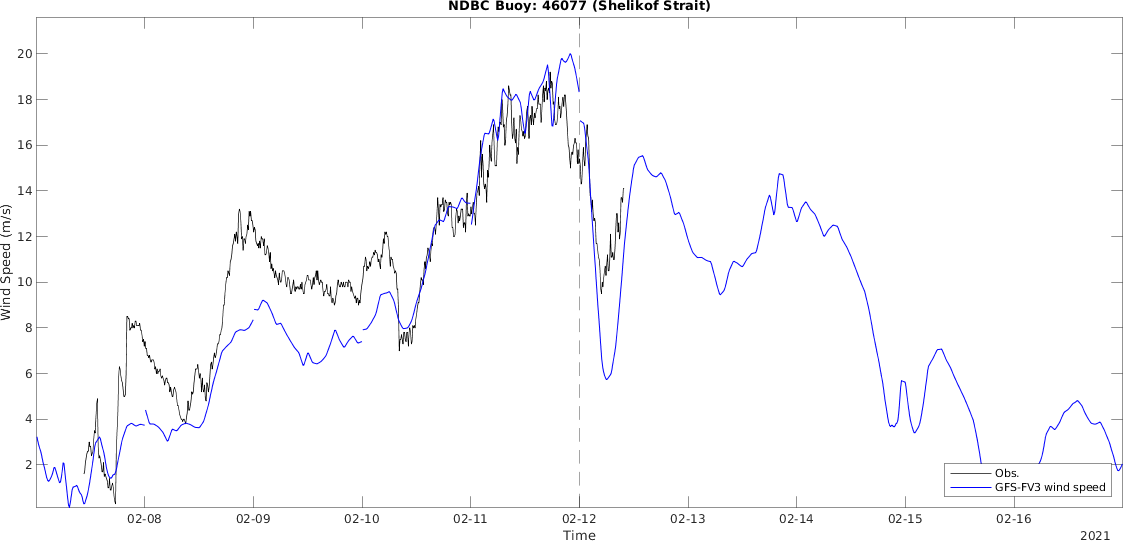 NDBC Buoy: 46077 (Shelikof Strait)
Wind Speed (m/s)
20
18
16
14
12
10
8
6
4
2
Obs.
GFS-FV3 wind speed
02-08 02-09 02-10 02-11 02-12 02-13 02-14 02-15 02-16
Time
2021